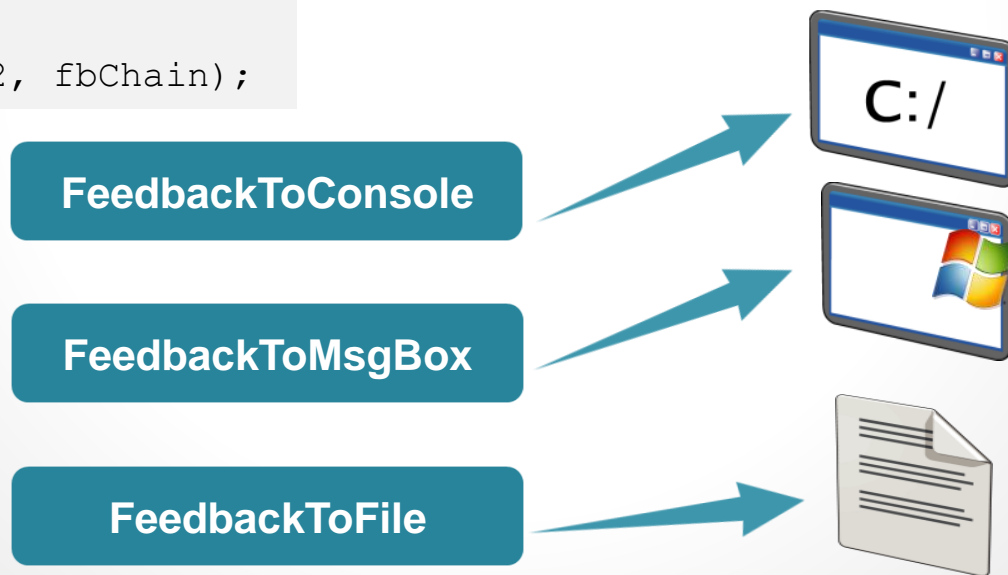 2, fbChain);
C:/
FeedbackToConsole
FeedbackToMsgBox
FeedbackToFile